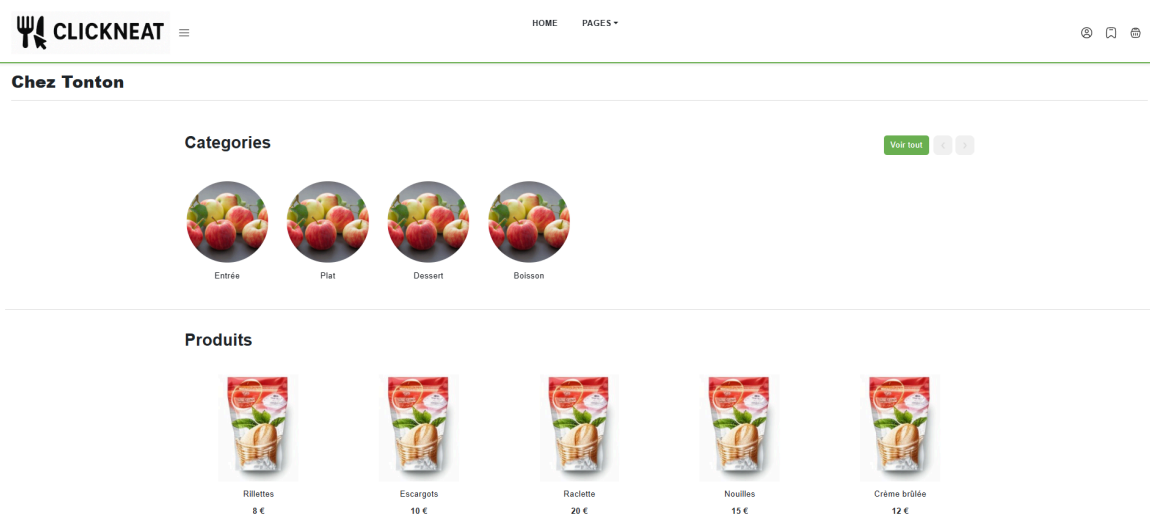 CLICKNEAT
HOME PAGES
Chez Tonton
Categories
Voir tout
Entrée Plat Dessert Boisson
Produits
Rillettes Escargots Raclette Nouilles Crème brûlée
8 € 10 € 20 € 15 € 12 €